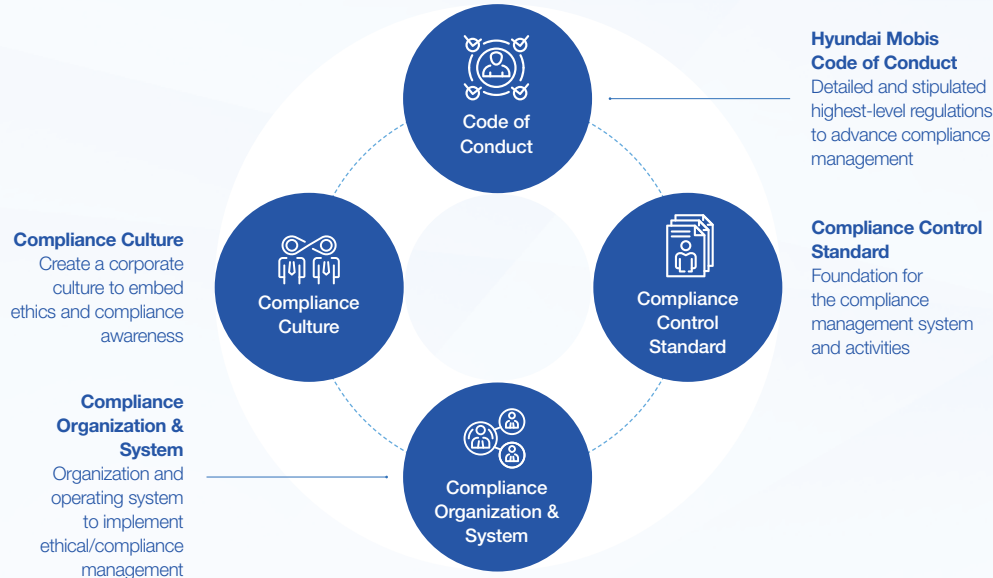 Code of
Conduct
Hyundai Mobis
Code of Conduct
Detailed and stipulated
highest-level regulations
to advance compliance
management
Compliance Culture
Create a corporate
culture to embed
ethics and compliance
awareness
Compliance
Culture
Compliance
Control
Standard
Compliance Control
Standard
Foundation for
the compliance
management system
and activities
Compliance
Organization &
System
Organization and
operating system
to implement
ethical/compliance
management
Compliance
Organization &
System